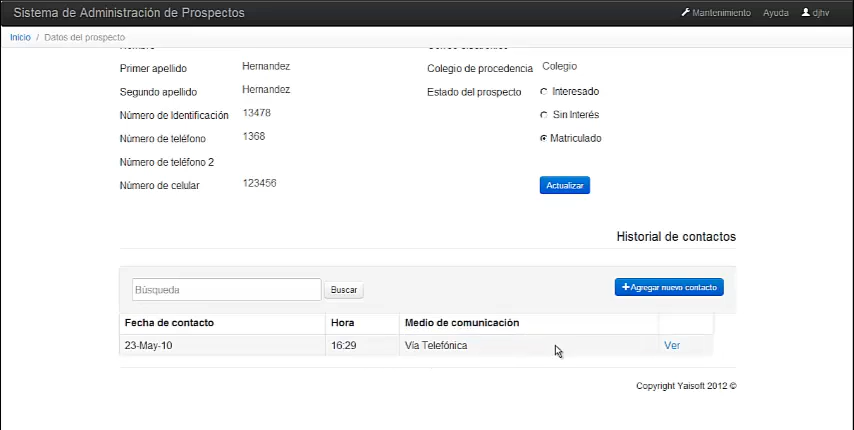 Sistema de Administración de Prospectos Mantenimiento Ayuda djhv
Inicio / Datos del prospecto
Primer apellido Hernandez Colegio de procedencia Colegio
Segundo apellido Hernandez Estado del prospecto Interesado
Número de Identificación 13478 Sin Interés
Número de teléfono 1368 Matriculado
Número de teléfono 2
Número de celular 123456 Actualizar
Historial de contactos
Búsqueda Buscar +Agregar nuevo contacto
Fecha de contacto Hora Medio de comunicación
23-May-10 16:29 Vía Telefónica Ver
Copyright Yaisoft 2012 ©